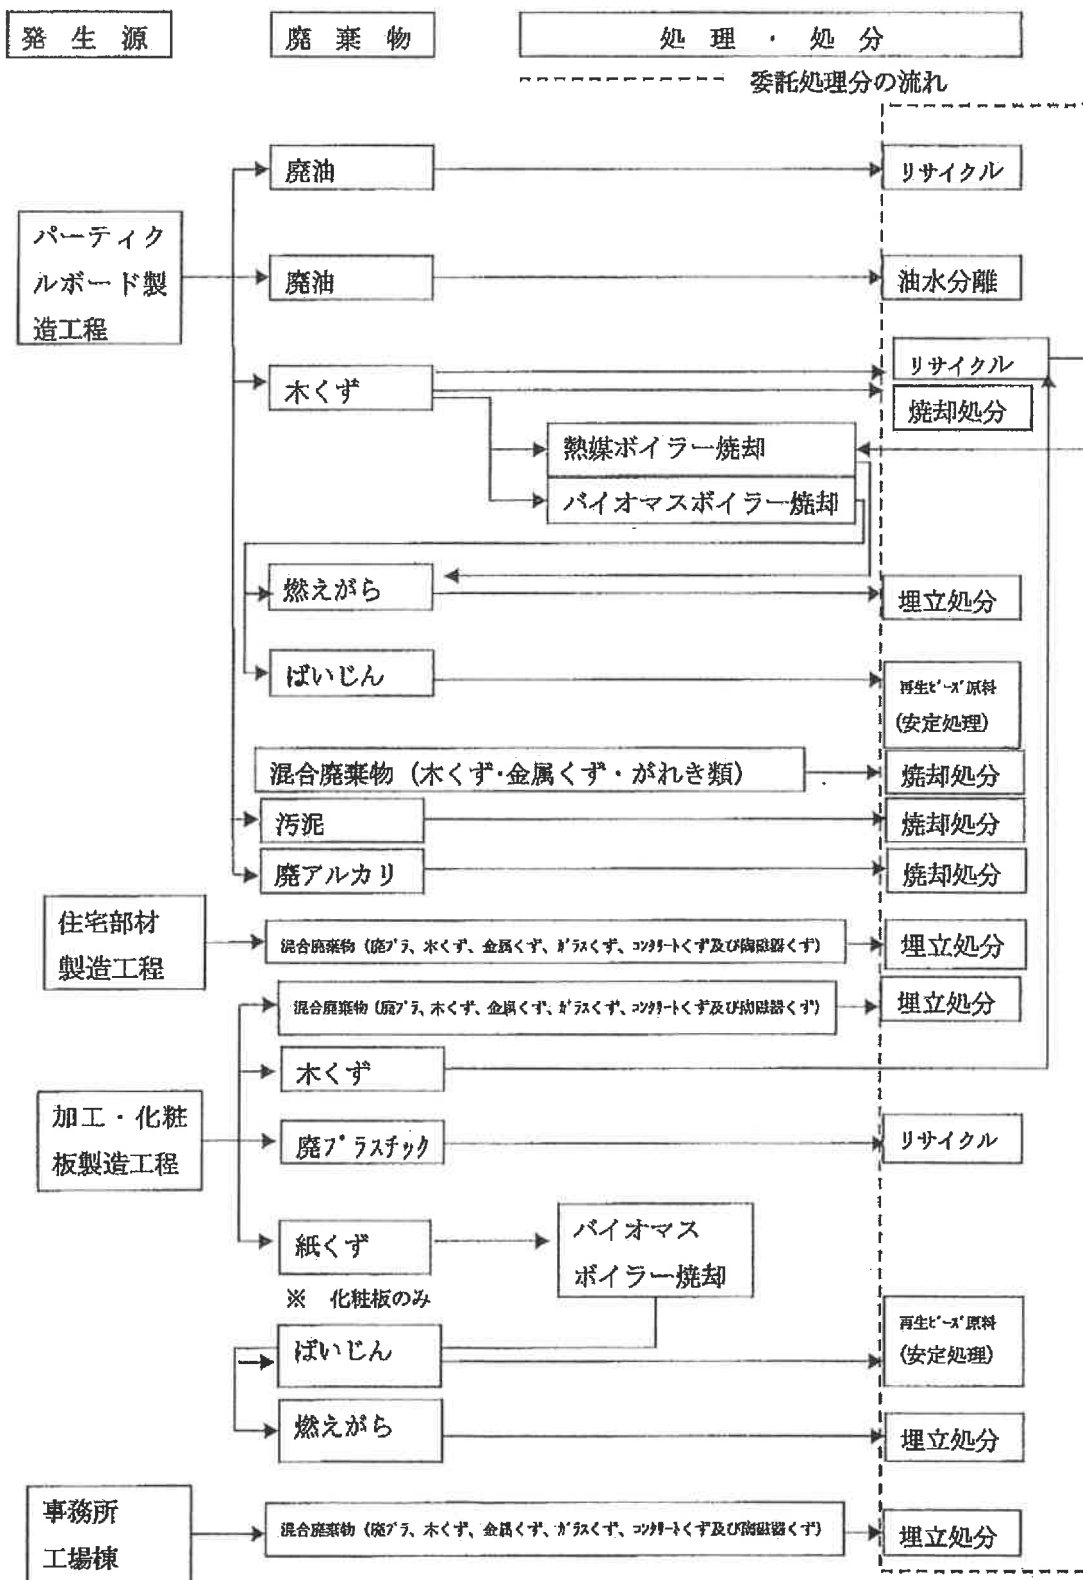 発生源
廃棄物
処理・処分
委託処理分の流れ
廃油
リサイクル
パーティク
ルボード製
造工程
廃油
油水分離
木くず
リサイクル
焼却処分
熱媒ボイラー焼却
バイオマスボイラー焼却
燃えがら
埋立処分
ばいじん
再生ビーズ原料
(安定処理)
混合廃棄物（木くず・金属くず・がれき類）
焼却処分
汚泥
焼却処分
廃アルカリ
焼却処分
住宅部材
製造工程
混合廃棄物（廃プラ、木くず、金属くず、ガラスくず、コンクリートくず及び陶磁器くず）
埋立処分
混合廃棄物（廃プラ、木くず、金属くず、ガラスくず、コンクリートくず及び陶磁器くず）
埋立処分
木くず
加工・化粧
板製造工程
廃プラスチック
リサイクル
紙くず
バイオマス
ボイラー焼却
※　化粧板のみ
ばいじん
再生ビーズ原料
(安定処理)
燃えがら
埋立処分
事務所
工場棟
混合廃棄物（廃プラ、木くず、金属くず、ガラスくず、コンクリートくず及び陶磁器くず）
埋立処分